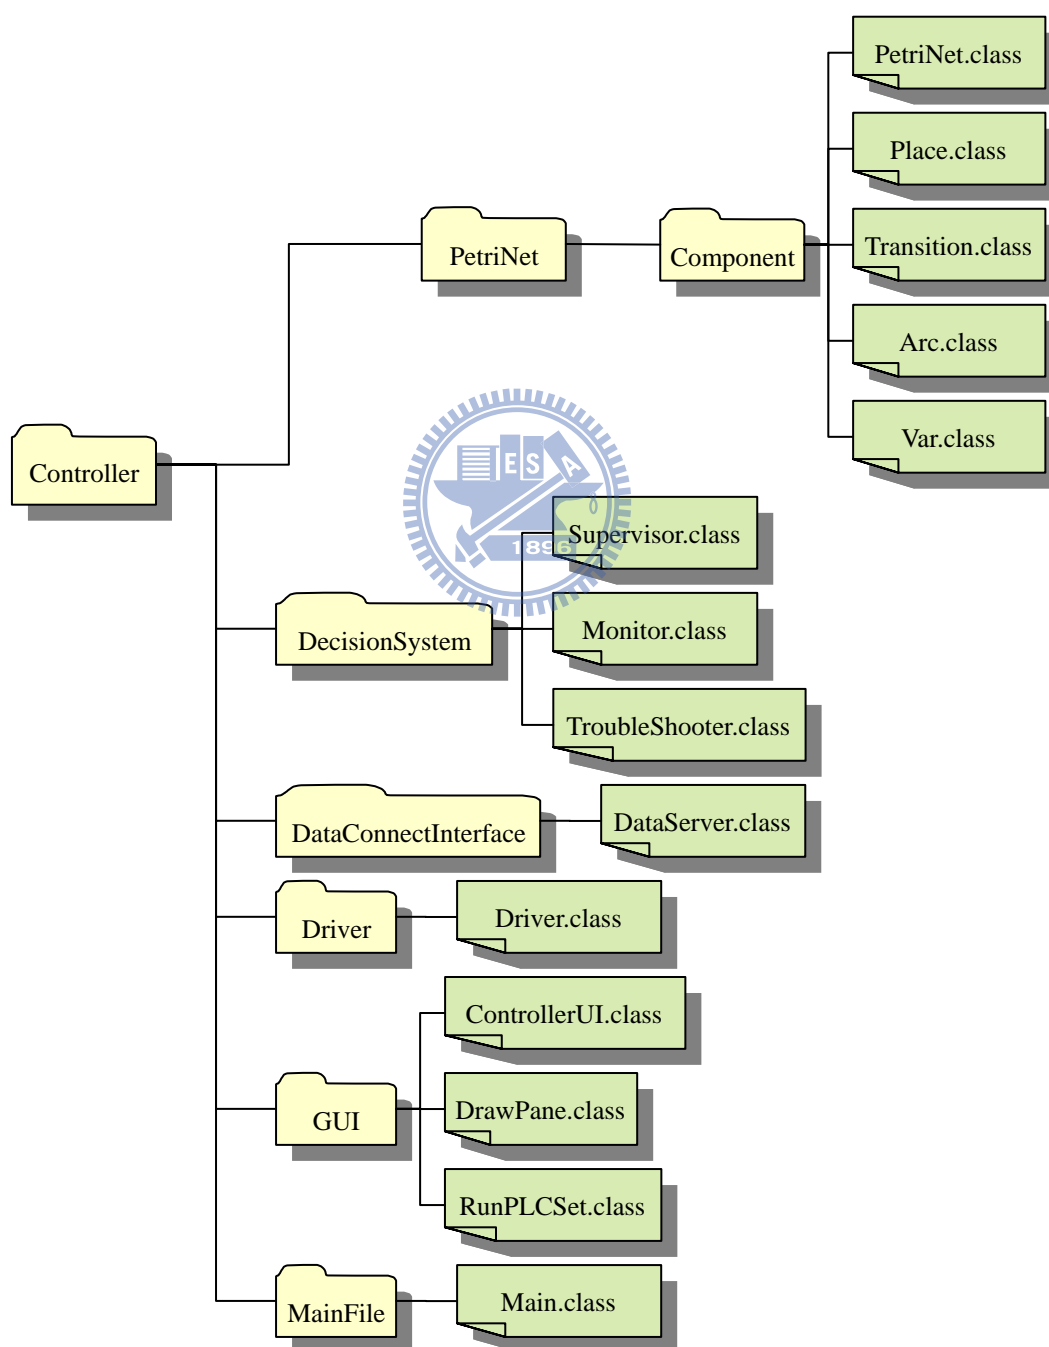 PetriNet.class
Place.class
PetriNet
Component
Transition.class
Arc.class
Var.class
Controller
E S A
1896
Supervisor.class
DecisionSystem
Monitor.class
TroubleShooter.class
DataConnectInterface
DataServer.class
Driver
Driver.class
ControllerUI.class
GUI
DrawPane.class
RunPLCSet.class
MainFile
Main.class